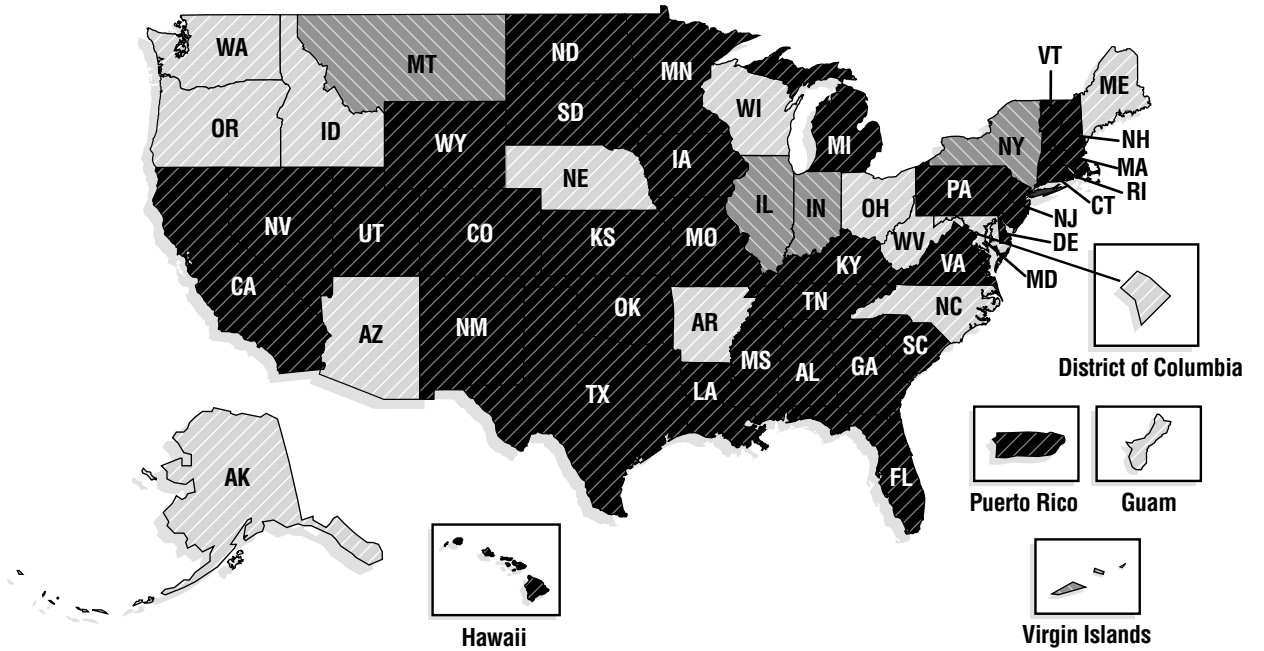 WA
MT
ND
MN
VT
ME
OR
ID
SD
WI
MI
NY
NH
MA
RI
CT
WY
IA
NE
IL
IN
OH
PA
NJ
DE
MD
NV
UT
CO
KS
MO
KY
WV
VA
CA
AZ
NM
OK
AR
TN
NC
SC
MS
AL
GA
TX
LA
FL
District of Columbia
AK
Puerto Rico
Guam
Hawaii
Virgin Islands